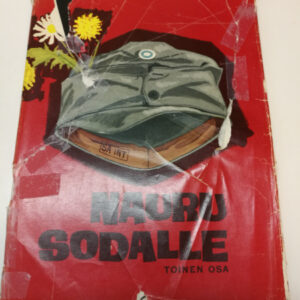 SA INT
NAURU
SODALLE
TOINEN OSA